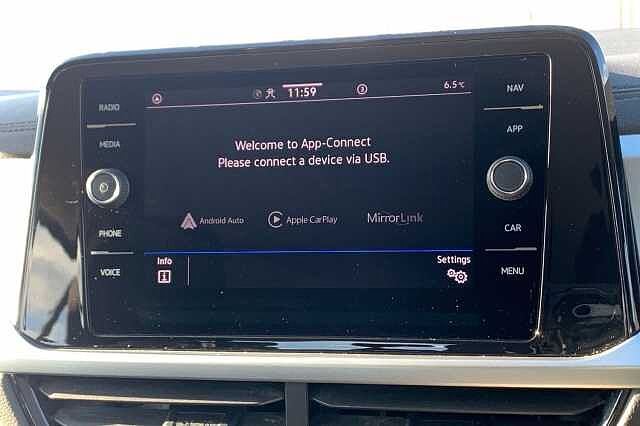 11:59
3
6.5°C
RADIO
MEDIA
PHONE
VOICE
Welcome to App-Connect
Please connect a device via USB.
Android Auto
Apple CarPlay
MirrorLink
Info
Settings
NAV
APP
CAR
MENU